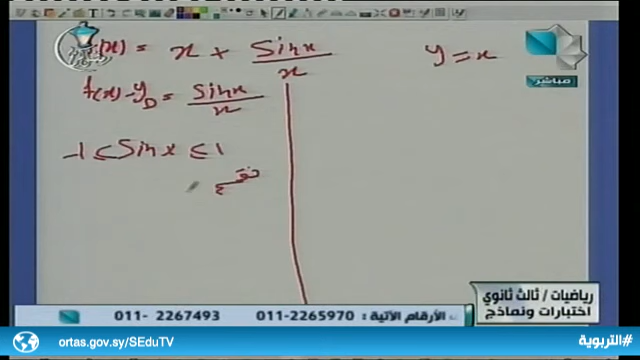 f(x) = x + Sinx/x
y = x
f(x) - y_D = Sinx/x
-1 ≤ Sinx ≤ 1
مباشر
رياضيات / ثالث ثانوي
اختبارات ونماذج
الأرقام الآتية : 2265970 -011 2267493 -011
ortas.gov.sy/SEduTV
#التربوية